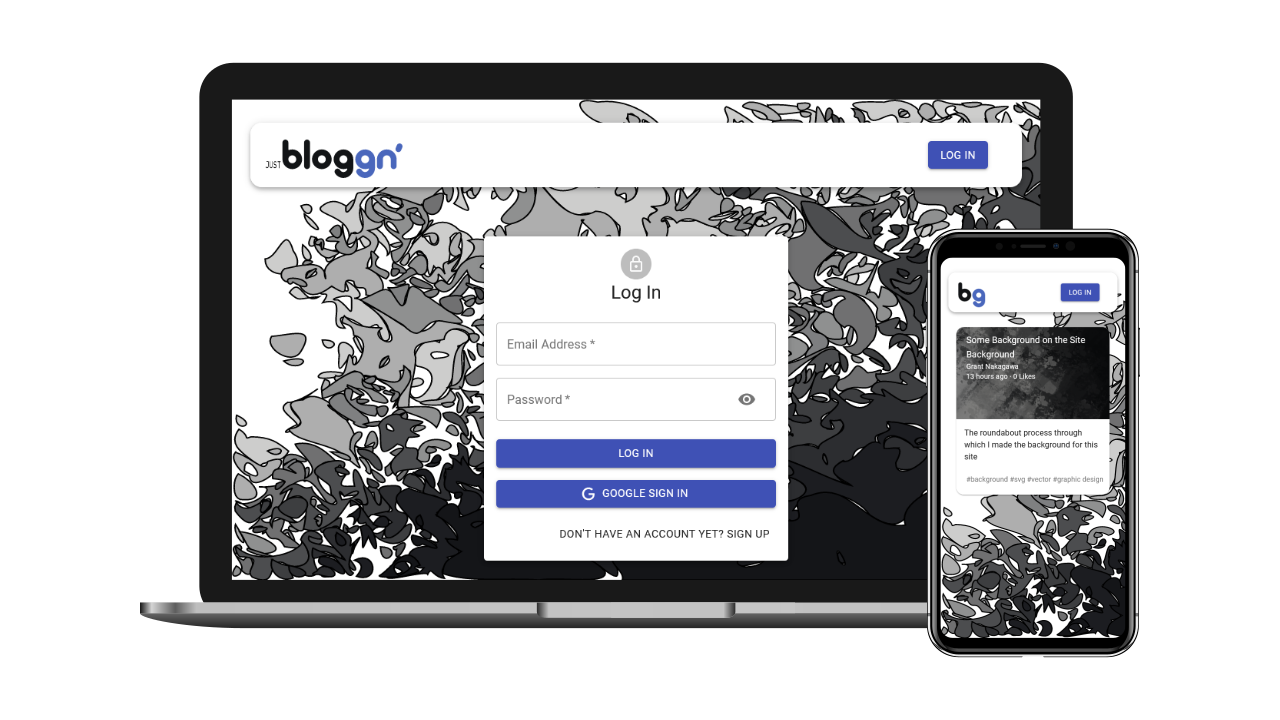 JUST bloggn'
LOG IN
Log In
Email Address *
Password *
LOG IN
G GOOGLE SIGN IN
DON'T HAVE AN ACCOUNT YET? SIGN UP
bg
LOG IN
Some Background on the Site
Background
Grant Nakagawa
13 hours ago - 0 Likes
The roundabout process through
which I made the background for this
site
#background #svg #vector #graphic design